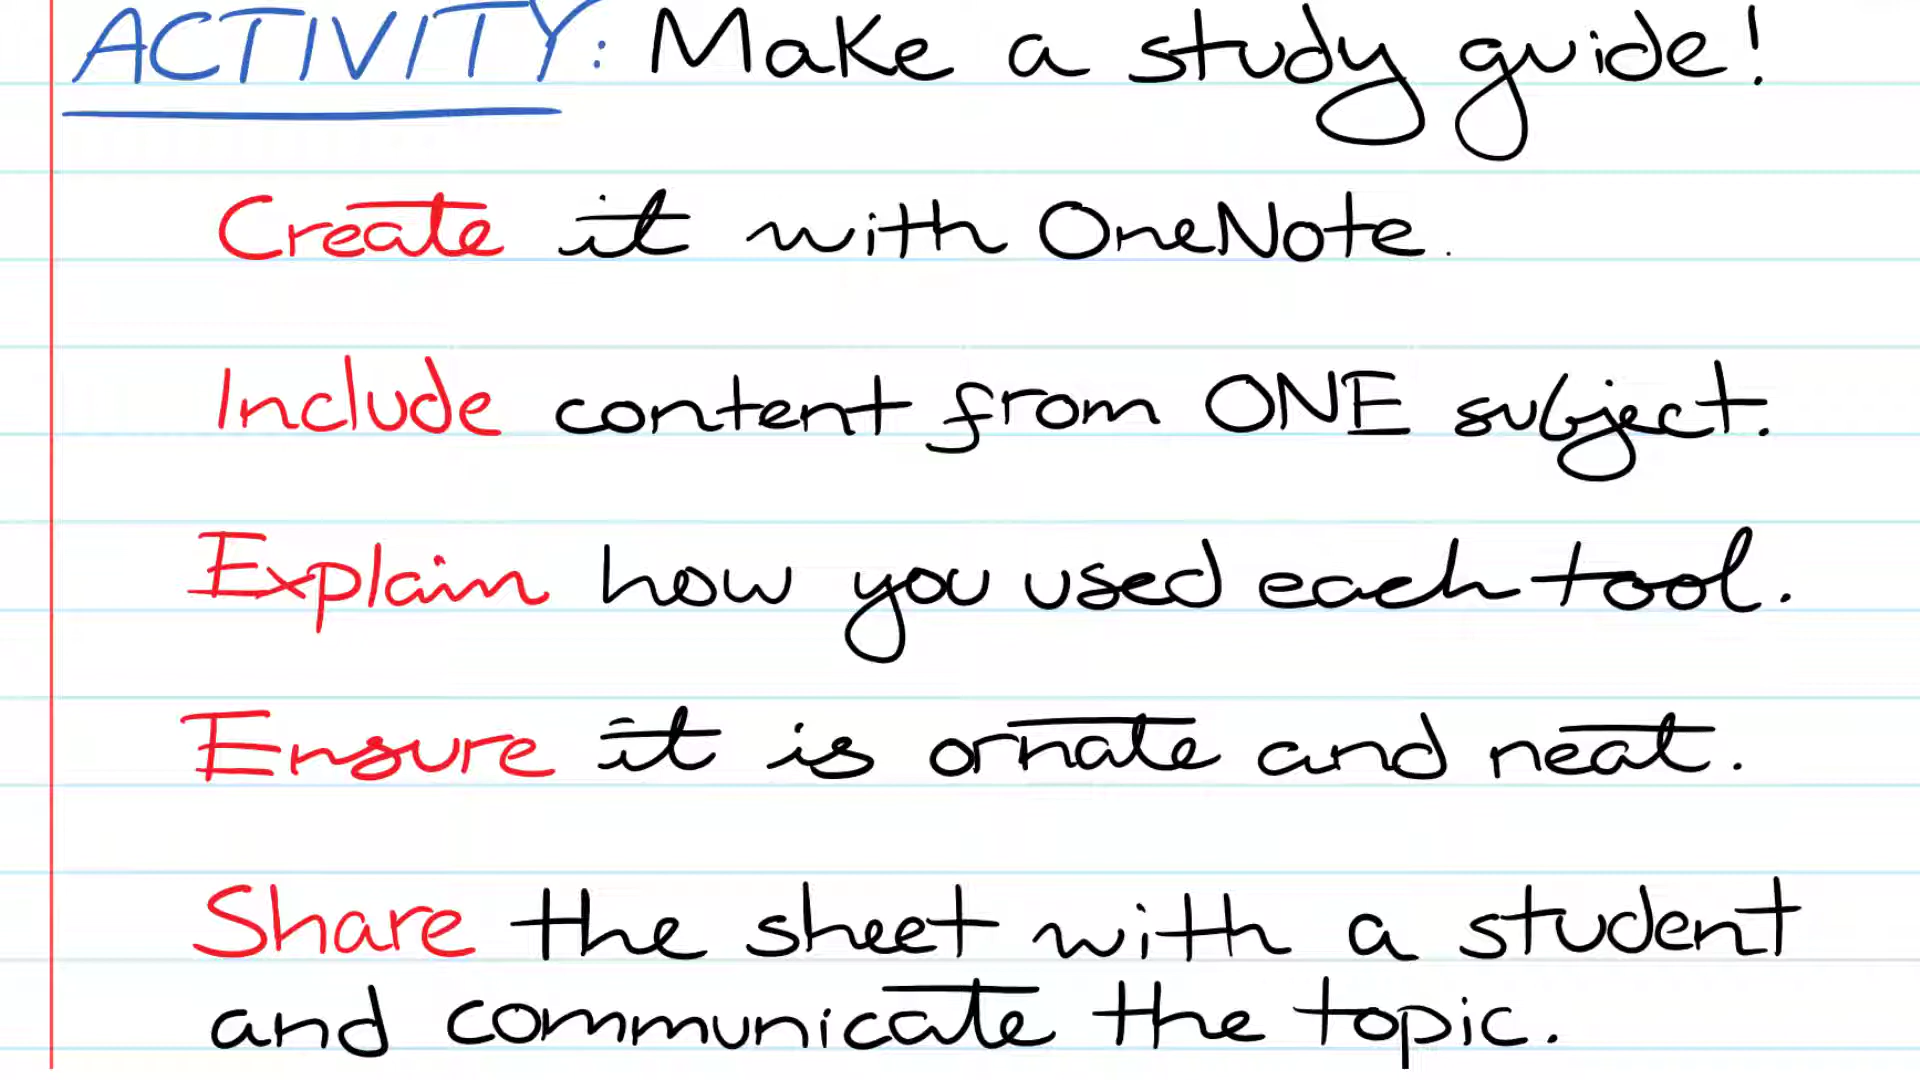 ACTIVITY: Make a study guide!
Create it with OneNote.
Include content from ONE subject.
Explain how you used each tool.
Ensure it is ornate and neat.
Share the sheet with a student
and communicate the topic.